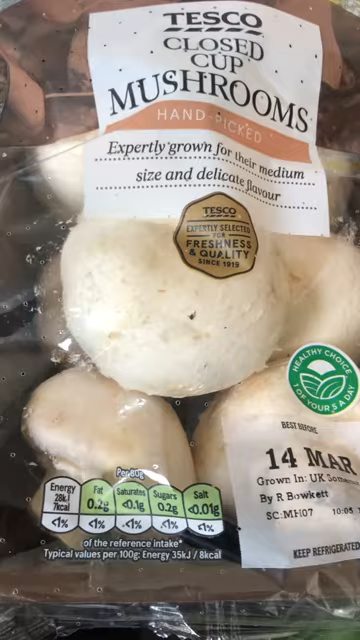 TESCO
CLOSED
CUP
MUSHROOMS
HAND-PICKED
Expertly grown for their medium
size and delicate flavour
TESCO
EXPERTLY SELECTED
FOR
FRESHNESS
& QUALITY
SINCE 1919
HEALTHY CHOICE
1 OF YOUR 5 A DAY
BEST BEFORE
14 MAR
Grown In: UK
By R Bowkett
SC:MH07 10:05
KEEP REFRIGERATED
Per 80g
Energy Fat Saturates Sugars Salt
28kJ 0.2g <0.1g 0.2g <0.01g
7kcal
<1% <1% <1% <1% <1%
of the reference intake*
Typical values per 100g: Energy 35kJ / 8kcal